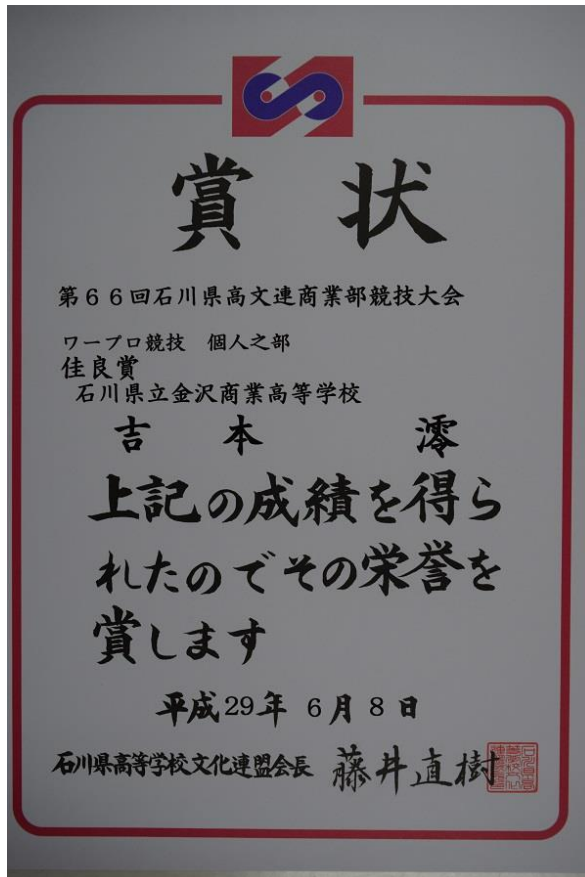 賞状
第66回石川県高文連商業部競技大会
ワープロ競技 個人之部
佳良賞
石川県立金沢商業高等学校
吉本 澪
上記の成績を得ら
れたのでその栄誉を
賞します
平成29年6月8日
石川県高等学校文化連盟会長 藤井直樹